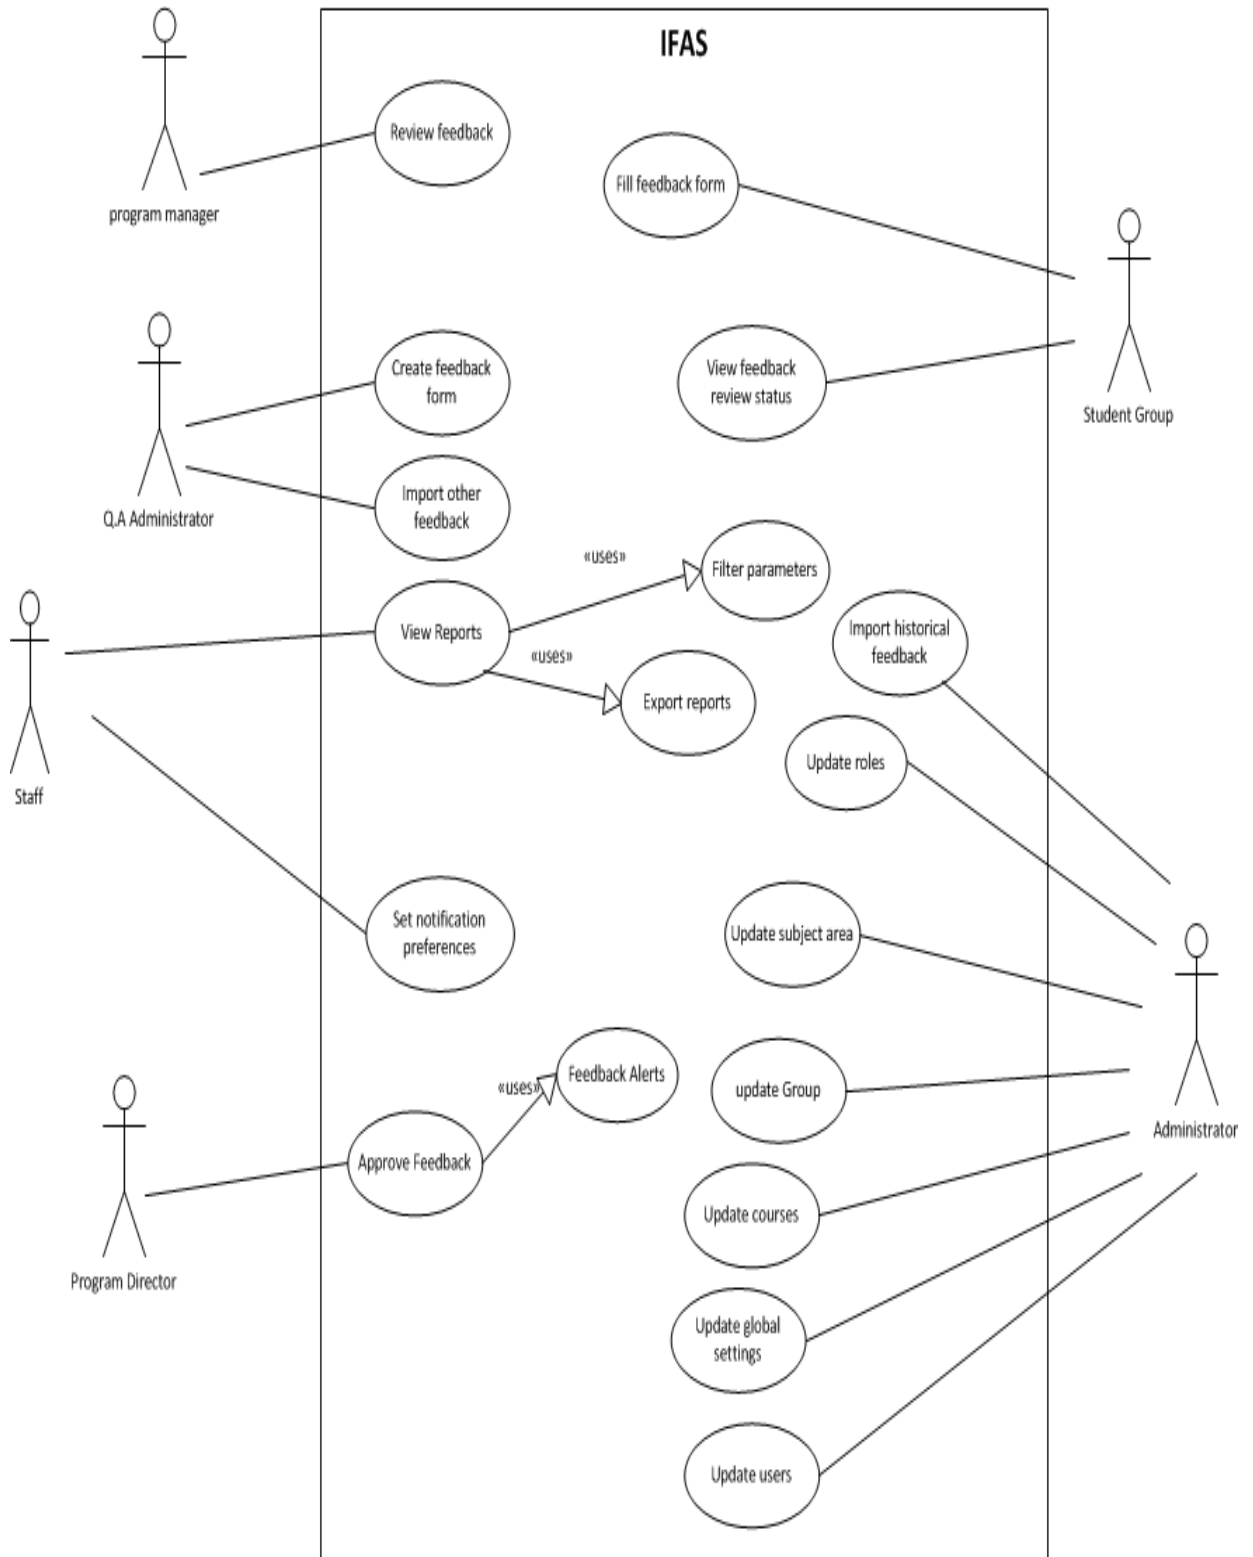 IFAS
Review feedback
program manager
Fill feedback form
Student Group
View feedback
review status
Create feedback
form
Q.A Administrator
Import other
feedback
«uses»
Filter parameters
View Reports
«uses»
Export reports
Import historical
feedback
Update roles
Staff
Set notification
preferences
Update subject area
Administrator
Feedback Alerts
«uses»
update Group
Approve Feedback
Program Director
Update courses
Update global
settings
Update users